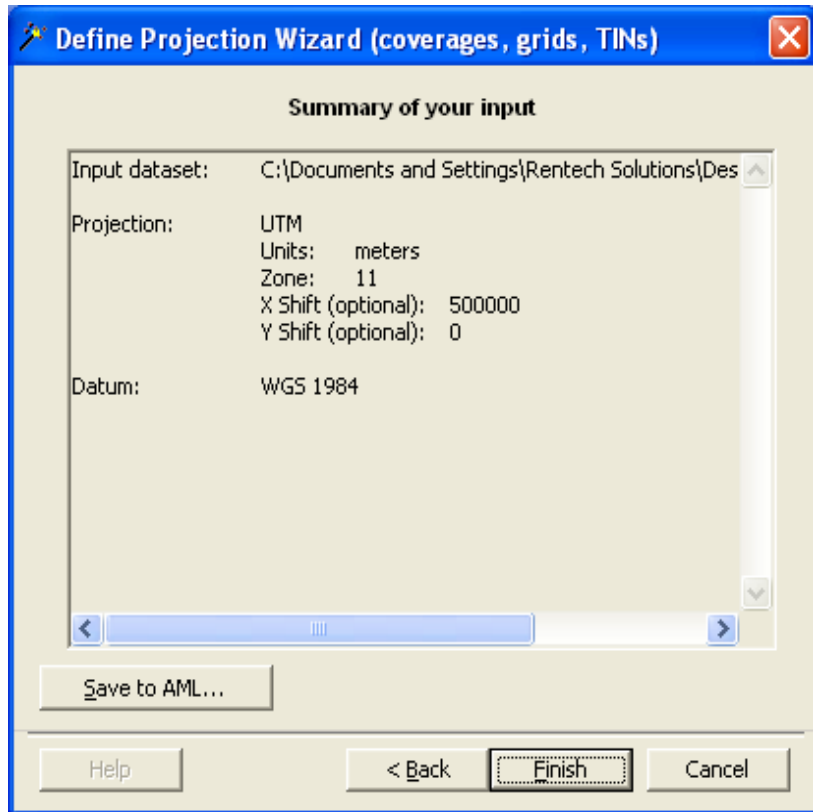 Define Projection Wizard (coverages, grids, TINs)
Summary of your input
Input dataset: C:\Documents and Settings\Rentech Solutions\Des
Projection: UTM
Units: meters
Zone: 11
X Shift (optional): 500000
Y Shift (optional): 0
Datum: WGS 1984
Save to AML...
Help < Back Finish Cancel